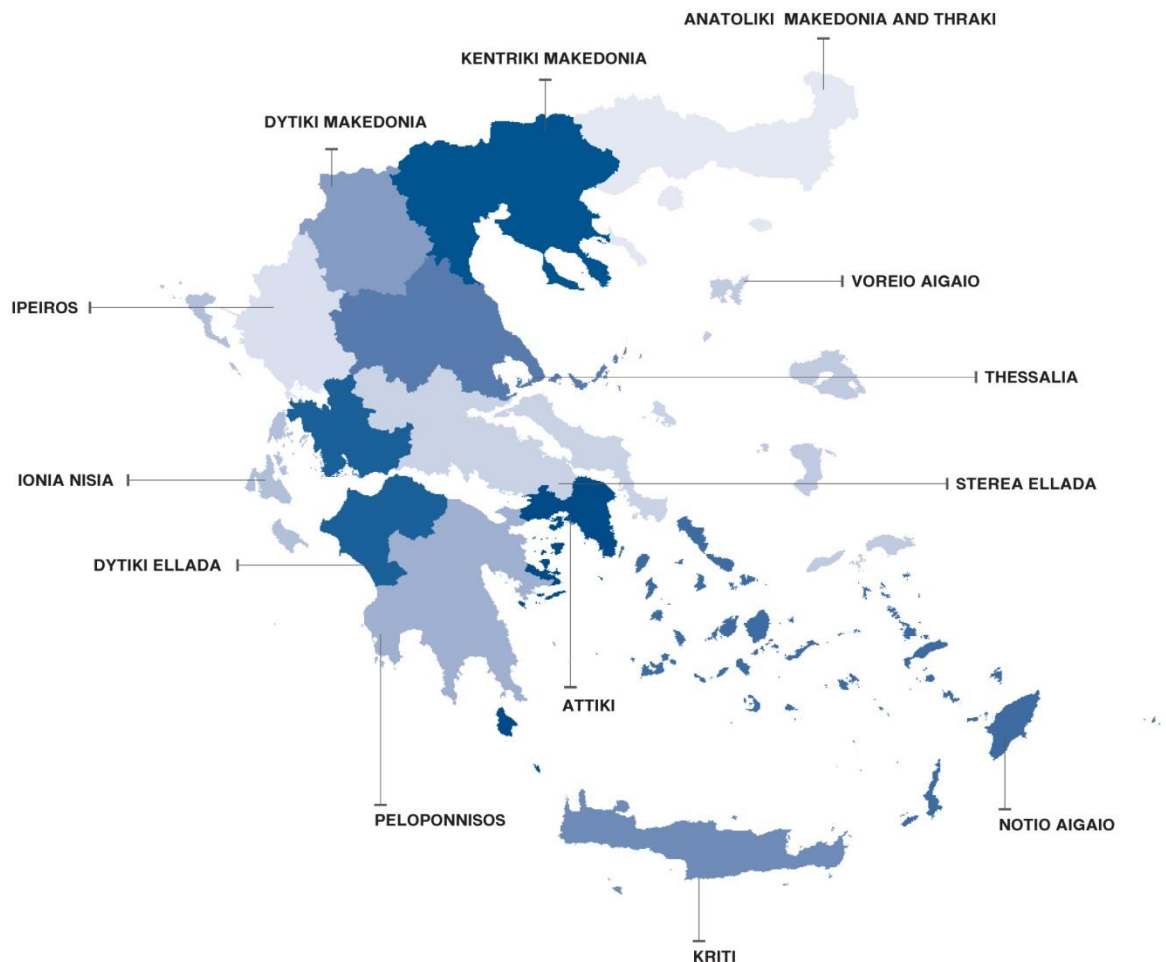 ANATOLIKI MAKEDONIA AND THRAKI
KENTRIKI MAKEDONIA
DYTIKI MAKEDONIA
VOREIO AIGAIO
IPEIROS
THESSALIA
IONIA NISIA
STEREA ELLADA
DYTIKI ELLADA
ATTIKI
PELOPONNISOS
NOTIO AIGAIO
KRITI